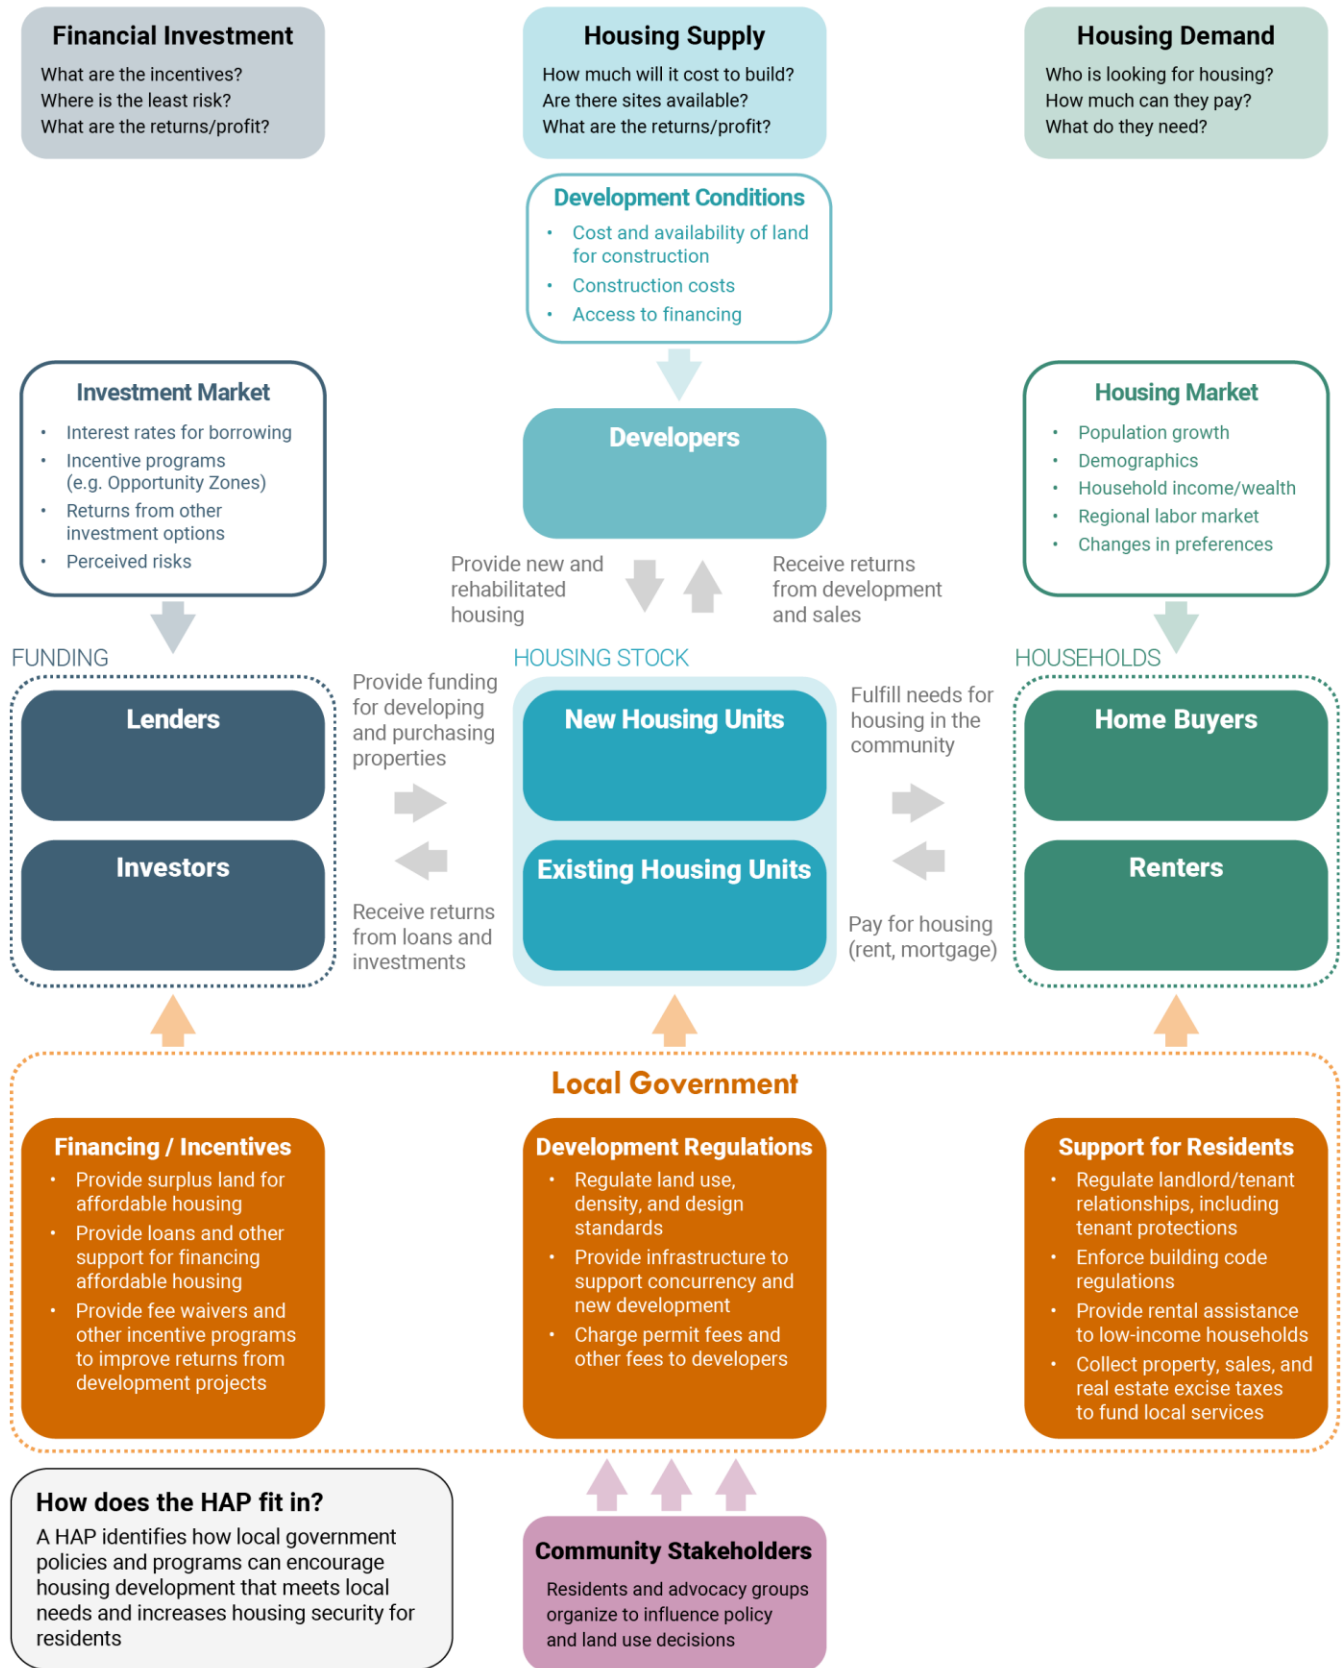 Financial Investment
What are the incentives?
Where is the least risk?
What are the returns/profit?
Housing Supply
How much will it cost to build?
Are there sites available?
What are the returns/profit?
Housing Demand
Who is looking for housing?
How much can they pay?
What do they need?
Development Conditions
• Cost and availability of land
for construction
• Construction costs
• Access to financing
Investment Market
• Interest rates for borrowing
• Incentive programs
(e.g. Opportunity Zones)
• Returns from other
investment options
• Perceived risks
Developers
Housing Market
• Population growth
• Demographics
• Household income/wealth
• Regional labor market
• Changes in preferences
Provide new and
rehabilitated
housing
Receive returns
from development
and sales
FUNDING
Lenders
Investors
Provide funding
for developing
and purchasing
properties
Receive returns
from loans and
investments
HOUSING STOCK
New Housing Units
Existing Housing Units
Fulfill needs for
housing in the
community
Pay for housing
(rent, mortgage)
HOUSEHOLDS
Home Buyers
Renters
Local Government
Financing / Incentives
• Provide surplus land for
affordable housing
• Provide loans and other
support for financing
affordable housing
• Provide fee waivers and
other incentive programs
to improve returns from
development projects
Development Regulations
• Regulate land use,
density, and design
standards
• Provide infrastructure to
support concurrency and
new development
• Charge permit fees and
other fees to developers
Support for Residents
• Regulate landlord/tenant
relationships, including
tenant protections
• Enforce building code
regulations
• Provide rental assistance
to low-income households
• Collect property, sales, and
real estate excise taxes
to fund local services
How does the HAP fit in?
A HAP identifies how local government
policies and programs can encourage
housing development that meets local
needs and increases housing security for
residents
Community Stakeholders
Residents and advocacy groups
organize to influence policy
and land use decisions